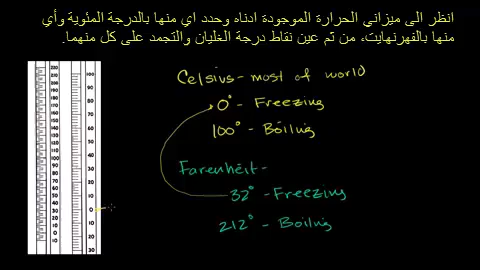 انظر الى ميزاني الحرارة الموجودة ادناه وحدد اي منها بالدرجة المئوية وأي
منها بالفهرنهايت، من ثم عين نقاط درجة الغليان والتجمد على كل منهما.
Celsius - most of world
0° - Freezing
100° - Boiling
Farenheit -
32° - Freezing
212° - Boiling